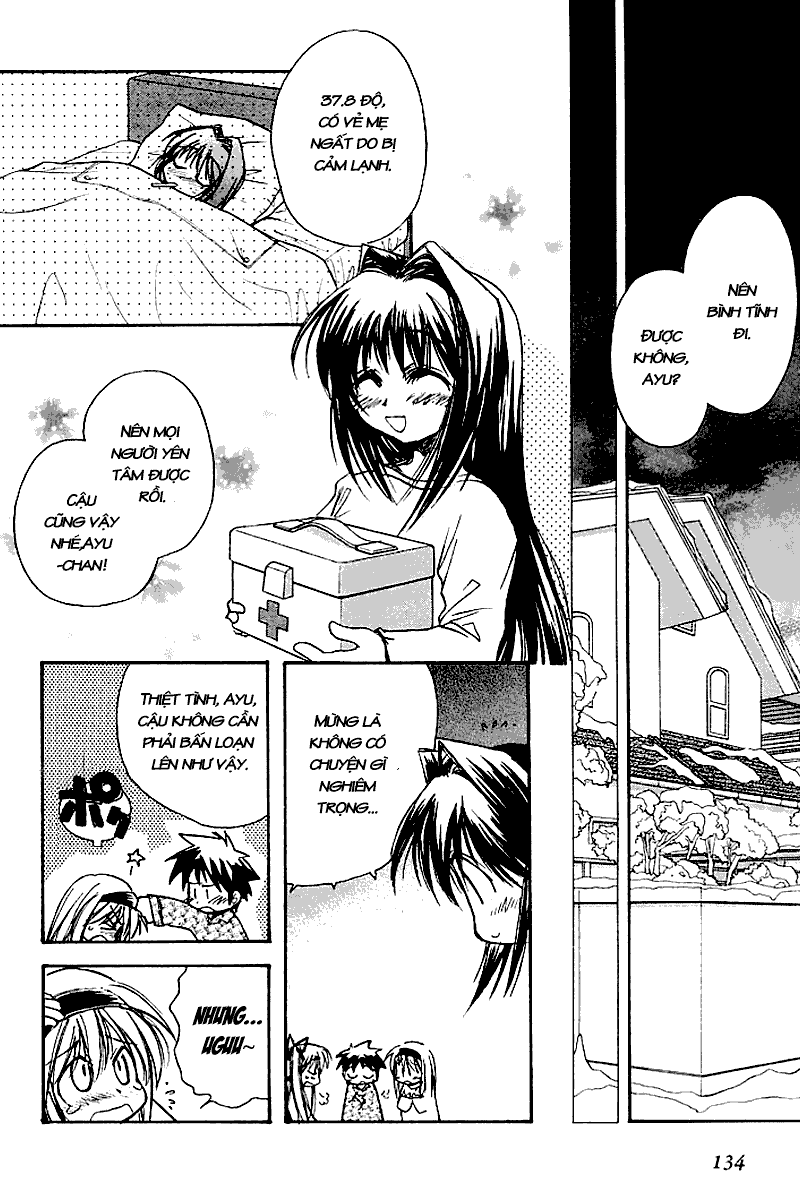 NÊN
BÌNH TĨNH
ĐI.
ĐƯỢC
KHÔNG,
AYU?
37.8 ĐỘ,
CÓ VẺ MẸ
NGẤT DO BỊ
CẢM LẠNH.
NÊN MỌI
NGƯỜI YÊN
TÂM ĐƯỢC
RỒI.
CẬU
CŨNG VẬY
NHÉ,AYU
-CHAN!
MỪNG LÀ
KHÔNG CÓ
CHUYỆN GÌ
NGHIÊM
TRỌNG...
THIỆT TÌNH, AYU,
CẬU KHÔNG CẦN
PHẢI BẤN LOẠN
LÊN NHƯ VẬY.
ポク
NHƯNG...
UGUU~
134